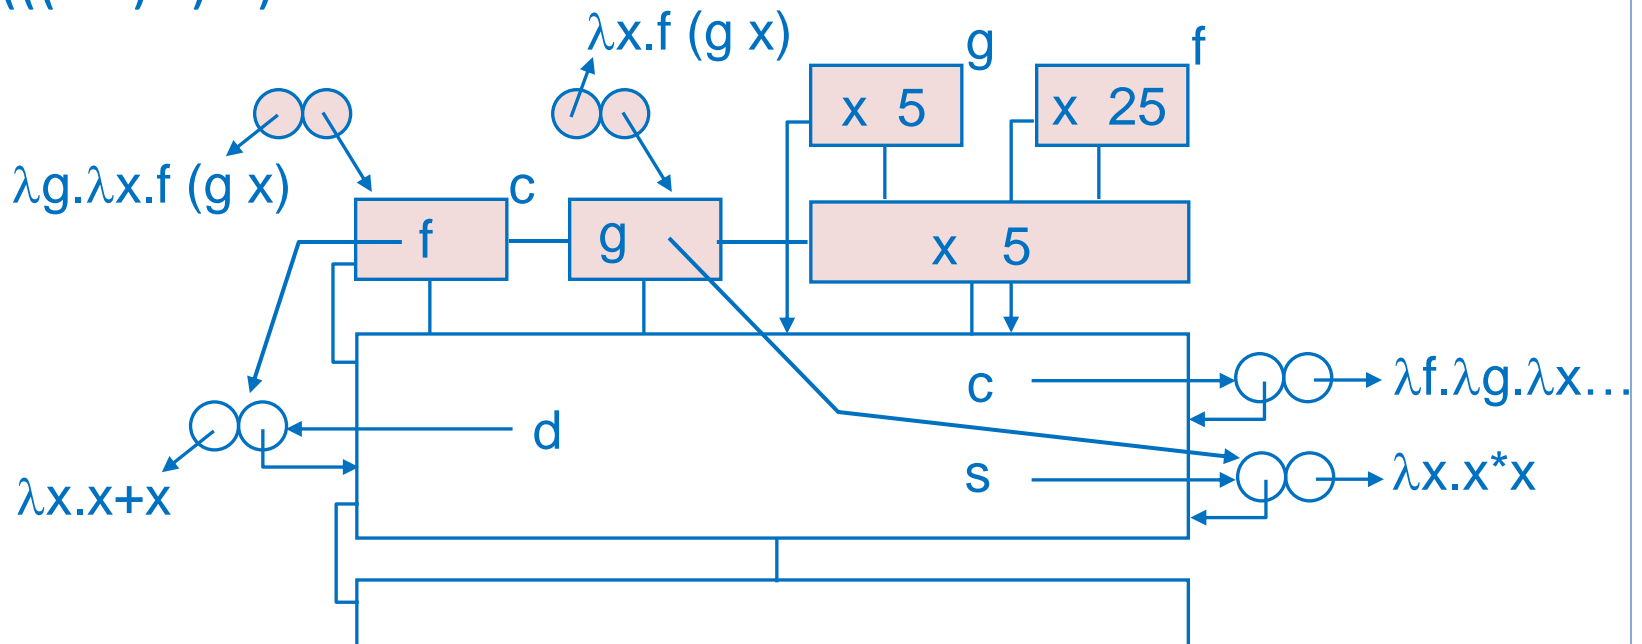 λx.f (g x)
g
f
x 5
x 25
λg.λx.f (g x)
c
f
g
x 5
c
λf.λg.λx…
d
s
λx.x*x
λx.x+x